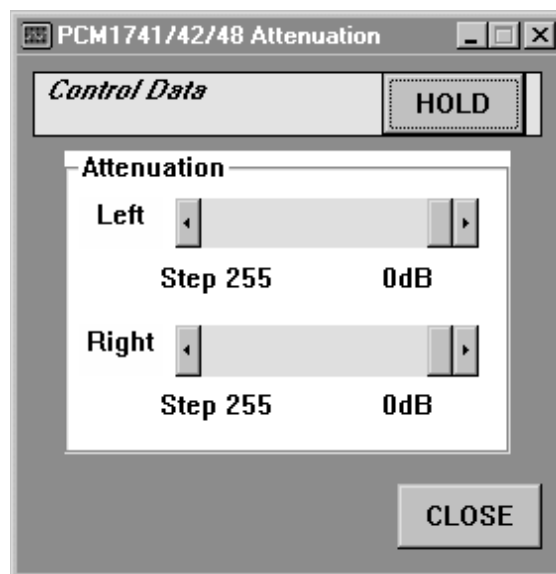 PCM1741/42/48 Attenuation
Control Data
HOLD
Attenuation
Left
Step 255 0dB
Right
Step 255 0dB
CLOSE